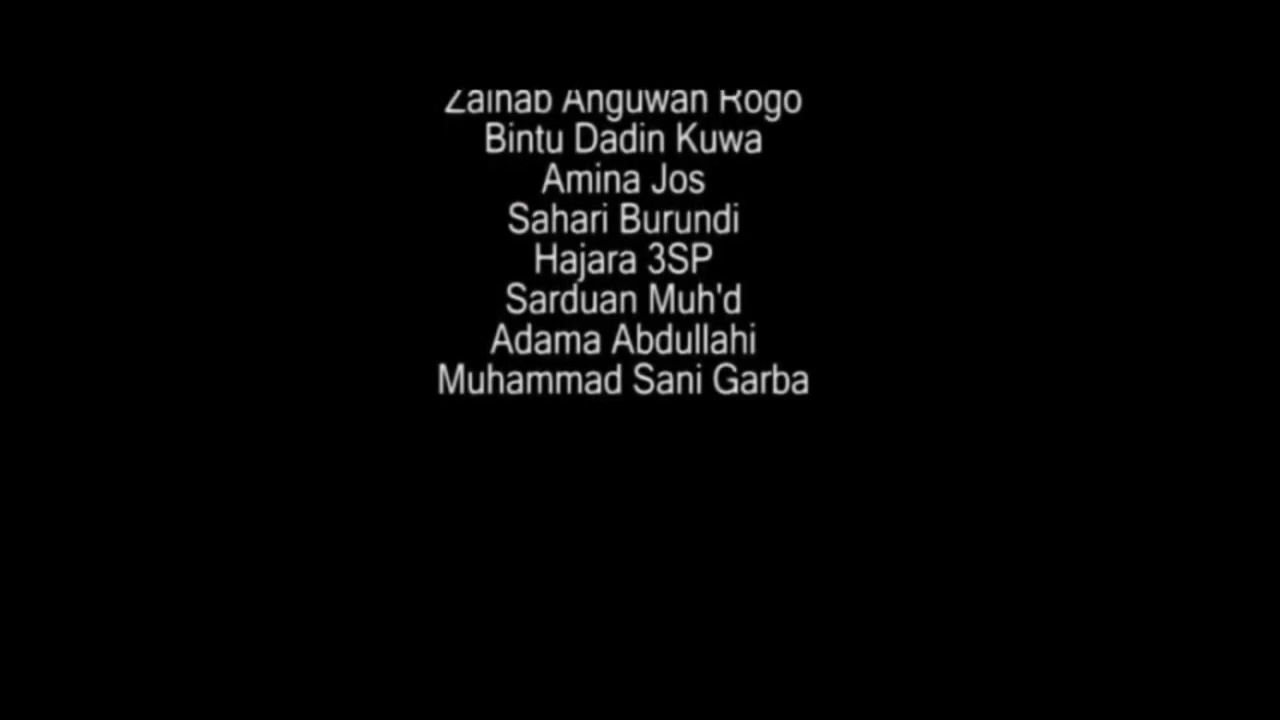 Zainab Anguwan Rogo
Bintu Dadin Kuwa
Amina Jos
Sahari Burundi
Hajara 3SP
Sarduan Muh'd
Adama Abdullahi
Muhammad Sani Garba